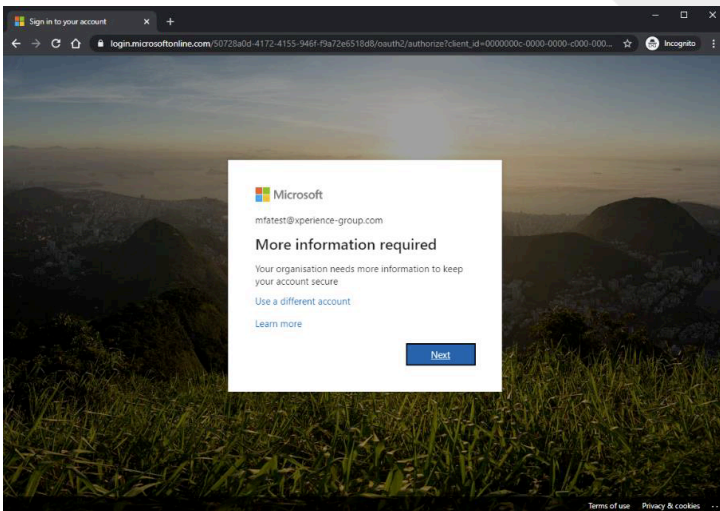 Sign in to your account
login.microsoftonline.com/50728a0d-4172-4155-946f-f9a72e6518d8/oauth2/authorize?client_id=0000000c-0000-0000-c000-000...
Incognito
Microsoft
mfatest@xperience-group.com
More information required
Your organisation needs more information to keep
your account secure
Use a different account
Learn more
Next
Terms of use Privacy & cookies ...